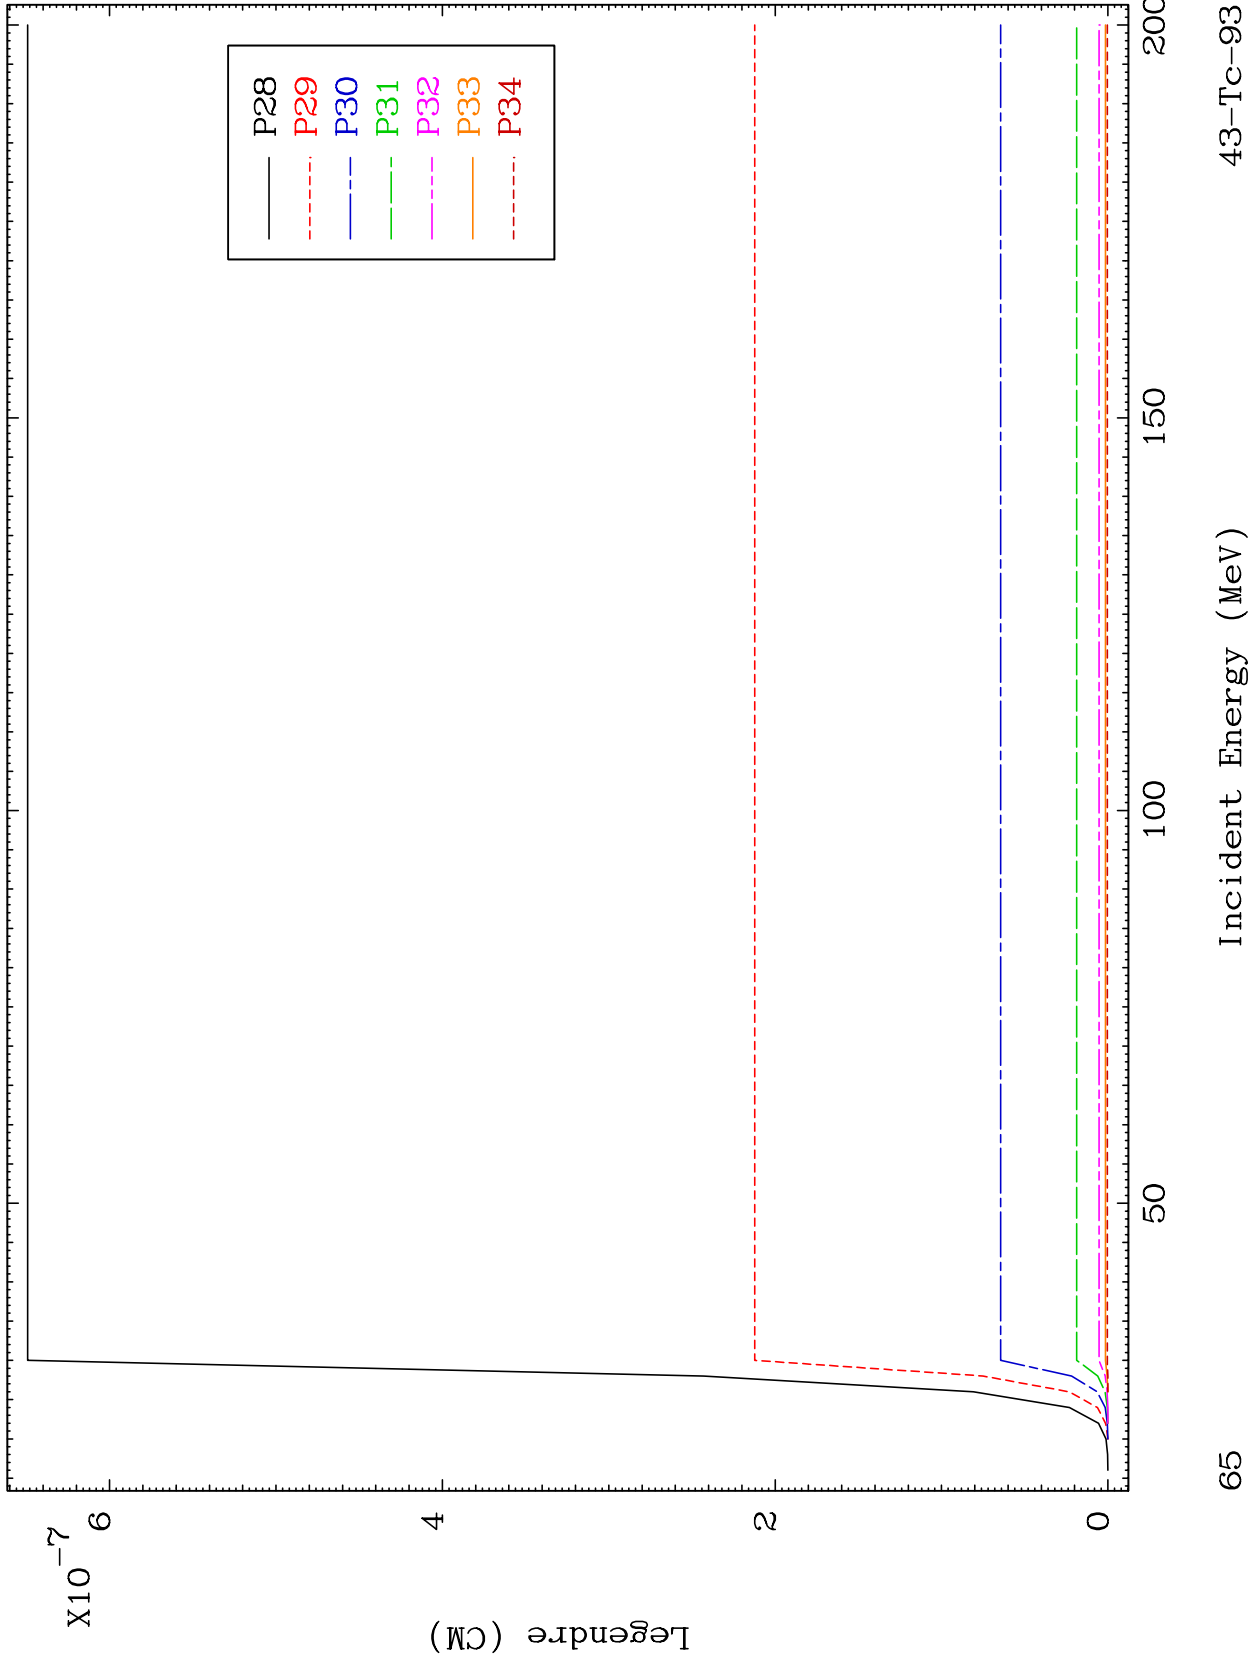 X10-7
6
4
2
0
Legendre (CM)
P28
P29
P30
P31
P32
P33
P34
50
100
150
200
Incident Energy (MeV)
65
43-Tc-93